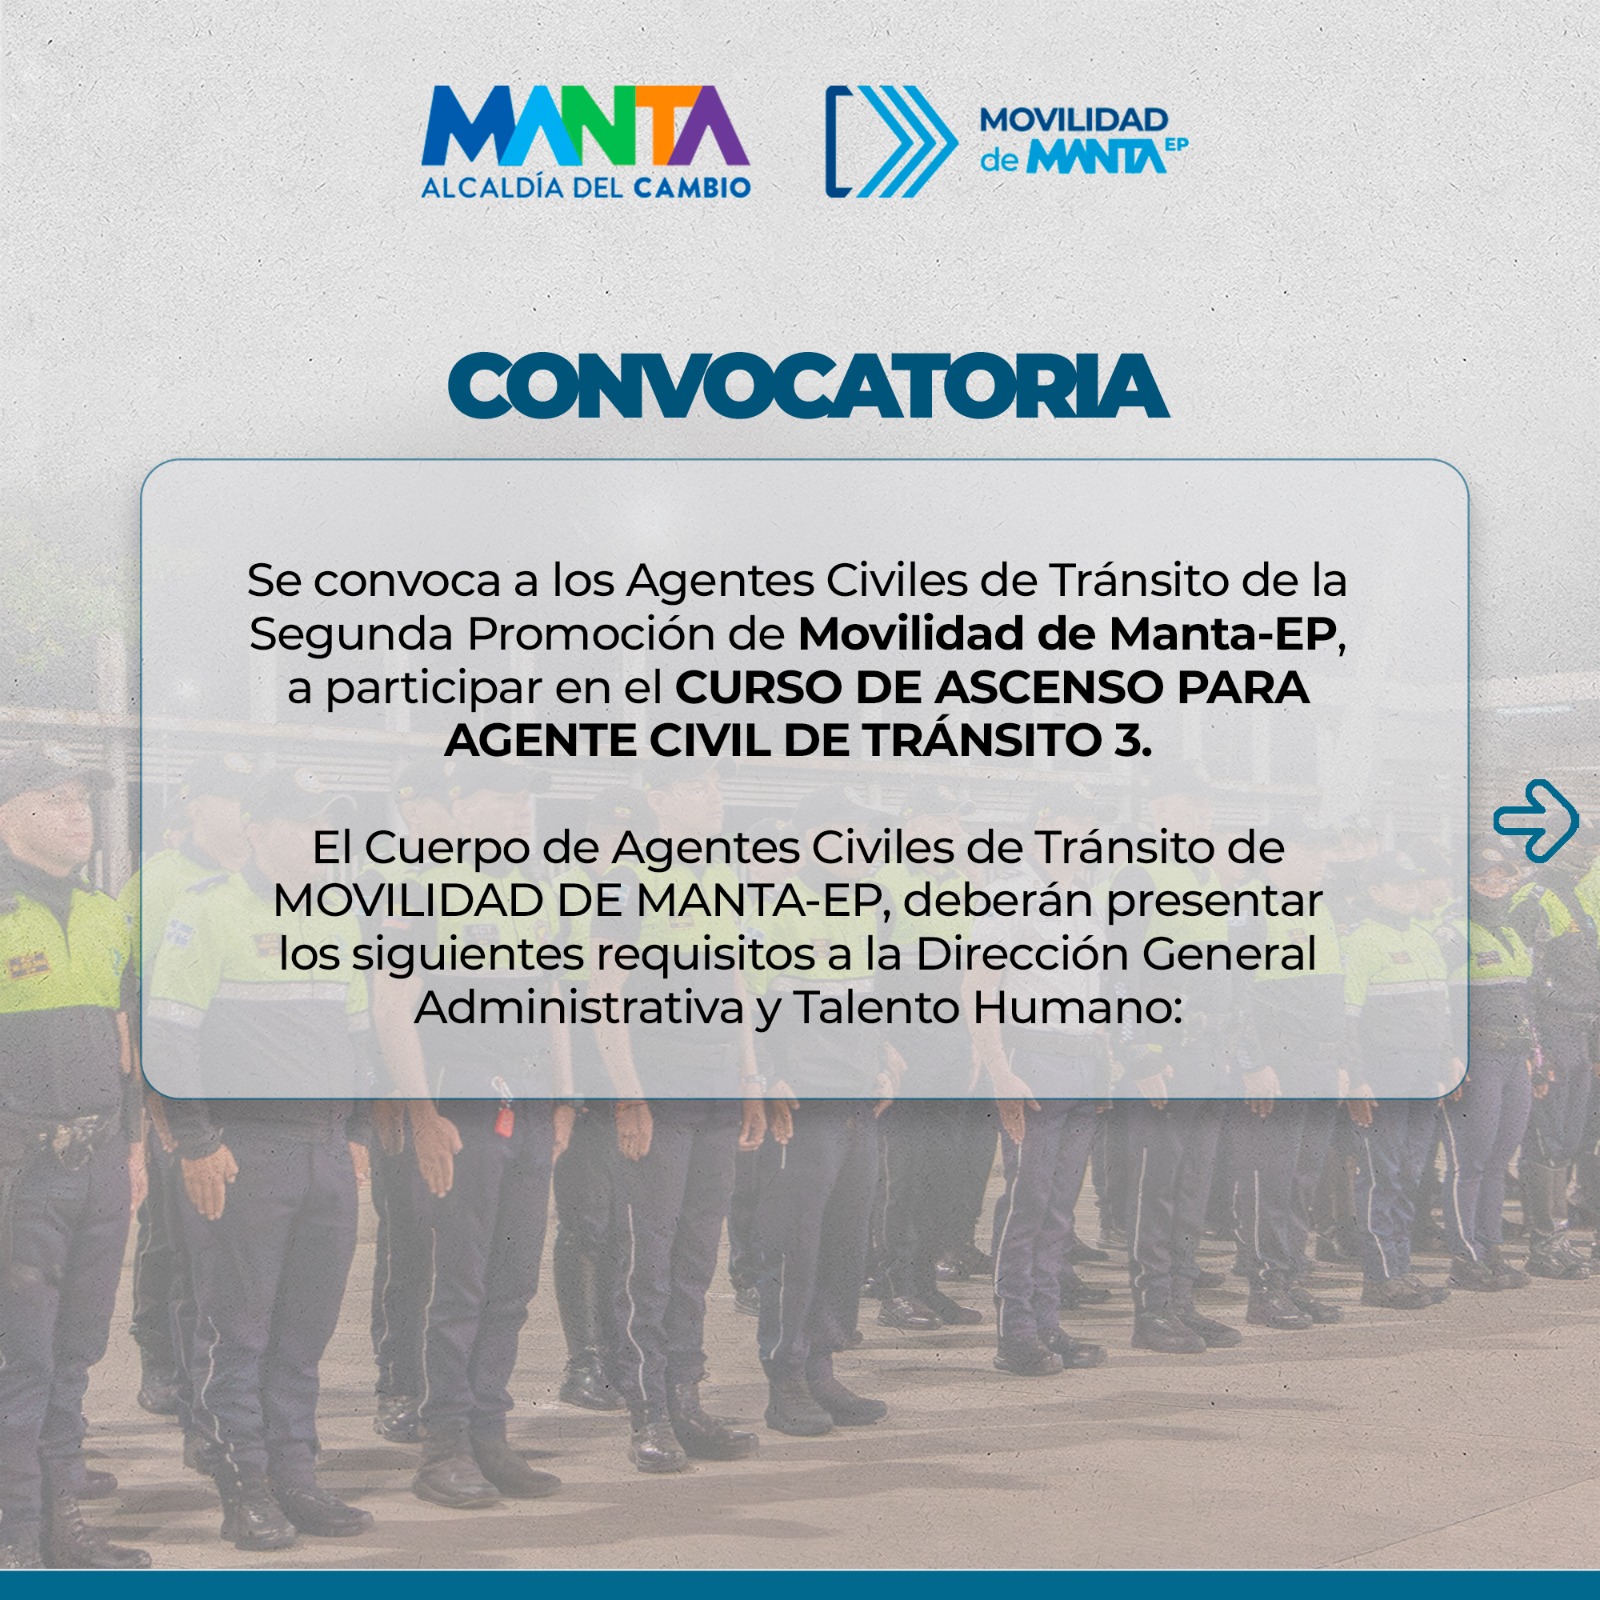 MANTA
ALCALDÍA DEL CAMBIO
MOVILIDAD
de MANTA EP
CONVOCATORIA
Se convoca a los Agentes Civiles de Tránsito de la
Segunda Promoción de Movilidad de Manta-EP,
a participar en el CURSO DE ASCENSO PARA
AGENTE CIVIL DE TRÁNSITO 3.
El Cuerpo de Agentes Civiles de Tránsito de
MOVILIDAD DE MANTA-EP, deberán presentar
los siguientes requisitos a la Dirección General
Administrativa y Talento Humano: